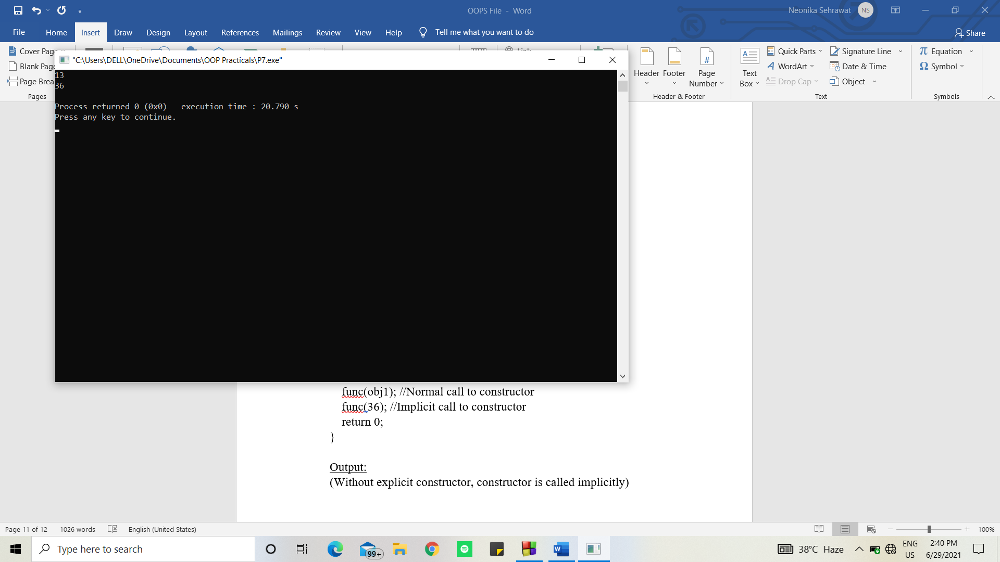 OOPS File - Word
Neonika Sehrawat NS
File Home Insert Draw Design Layout References Mailings Review View Help Tell me what you want to do Share
Cover Page
Blank Page
Page Brea
Pages
Header Footer Page Number
Header & Footer
Text Box
Quick Parts
WordArt
Drop Cap
Signature Line
Date & Time
Object
Text
Equation
Symbol
Symbols
"C:\Users\DELL\OneDrive\Documents\OOP Practicals\P7.exe"
13
36
Process returned 0 (0x0) execution time : 20.790 s
Press any key to continue.
func(obj1); //Normal call to constructor
func(36); //Implicit call to constructor
return 0;
}
Output:
(Without explicit constructor, constructor is called implicitly)
Page 11 of 12 1026 words English (United States) 100%
Type here to search 99+ 38°C Haze
ENG
US
2:40 PM
6/29/2021